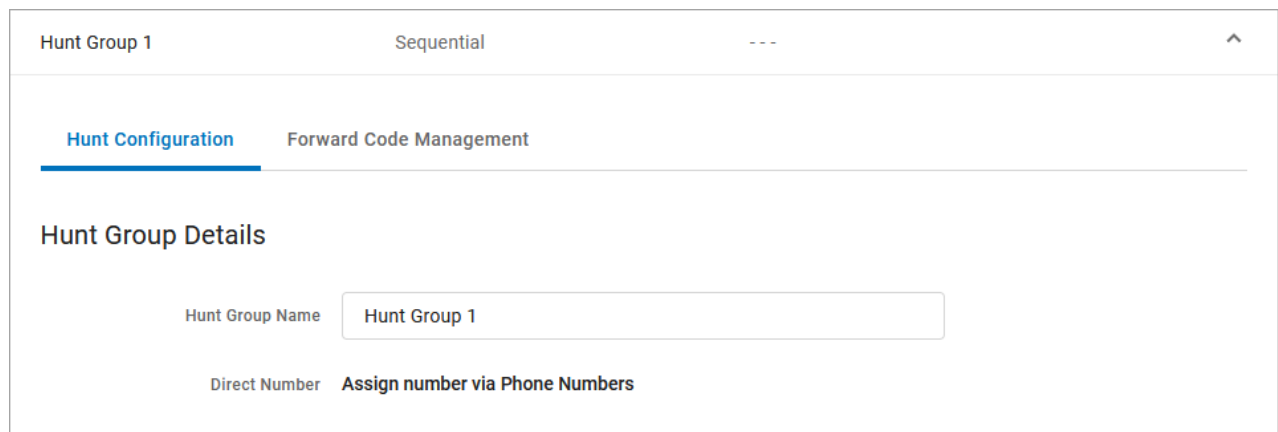 Hunt Group 1 Sequential ---
Hunt Configuration Forward Code Management
Hunt Group Details
Hunt Group Name Hunt Group 1
Direct Number Assign number via Phone Numbers